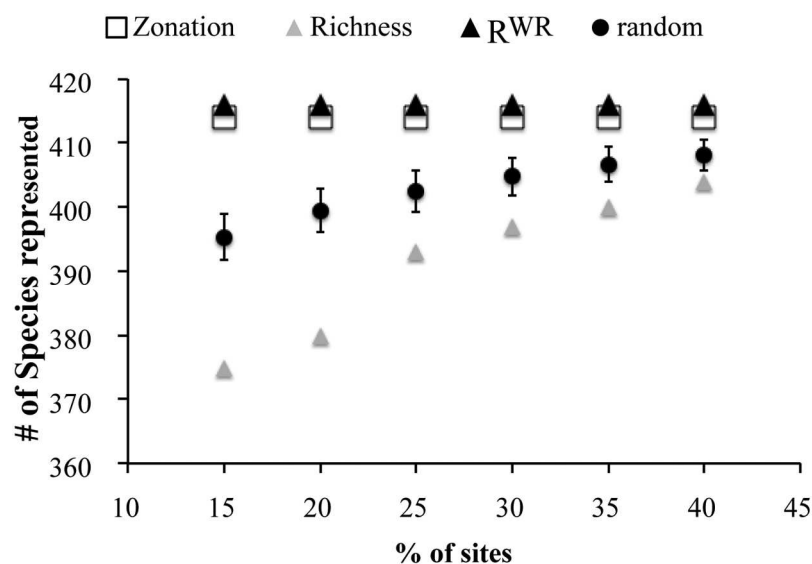 Zonation Richness RWR random
420
410
400
390
380
370
360
# of Species represented
10 15 20 25 30 35 40 45
% of sites